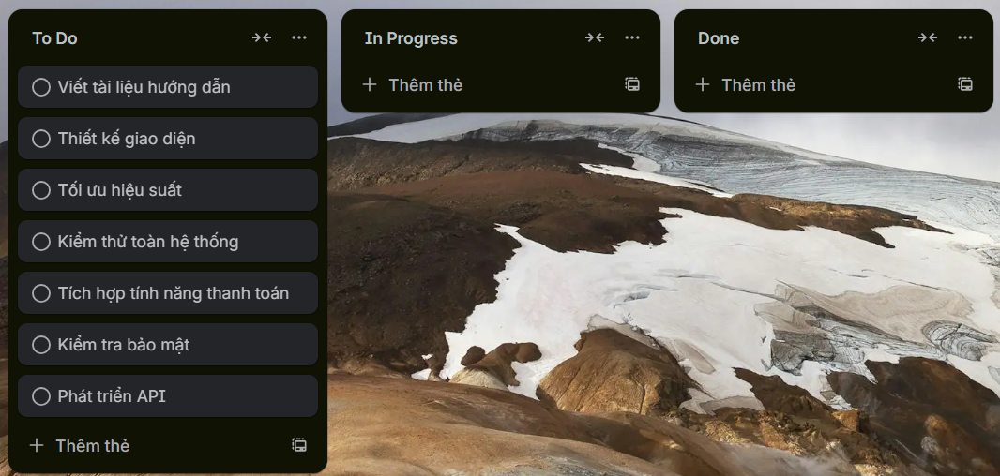 To Do
Viết tài liệu hướng dẫn
Thiết kế giao diện
Tối ưu hiệu suất
Kiểm thử toàn hệ thống
Tích hợp tính năng thanh toán
Kiểm tra bảo mật
Phát triển API
Thêm thẻ
In Progress
Thêm thẻ
Done
Thêm thẻ